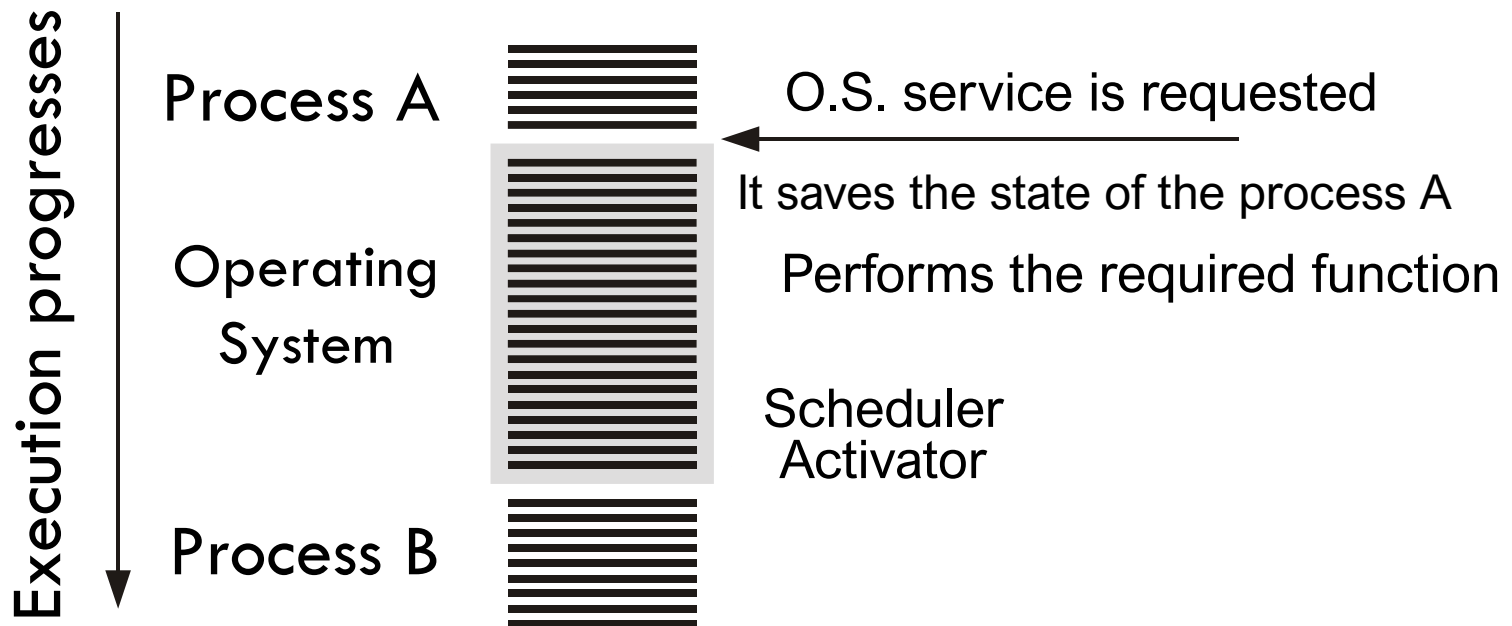 Execution progresses
Process A
O.S. service is requested
It saves the state of the process A
Operating
System
Performs the required function
Scheduler
Activator
Process B